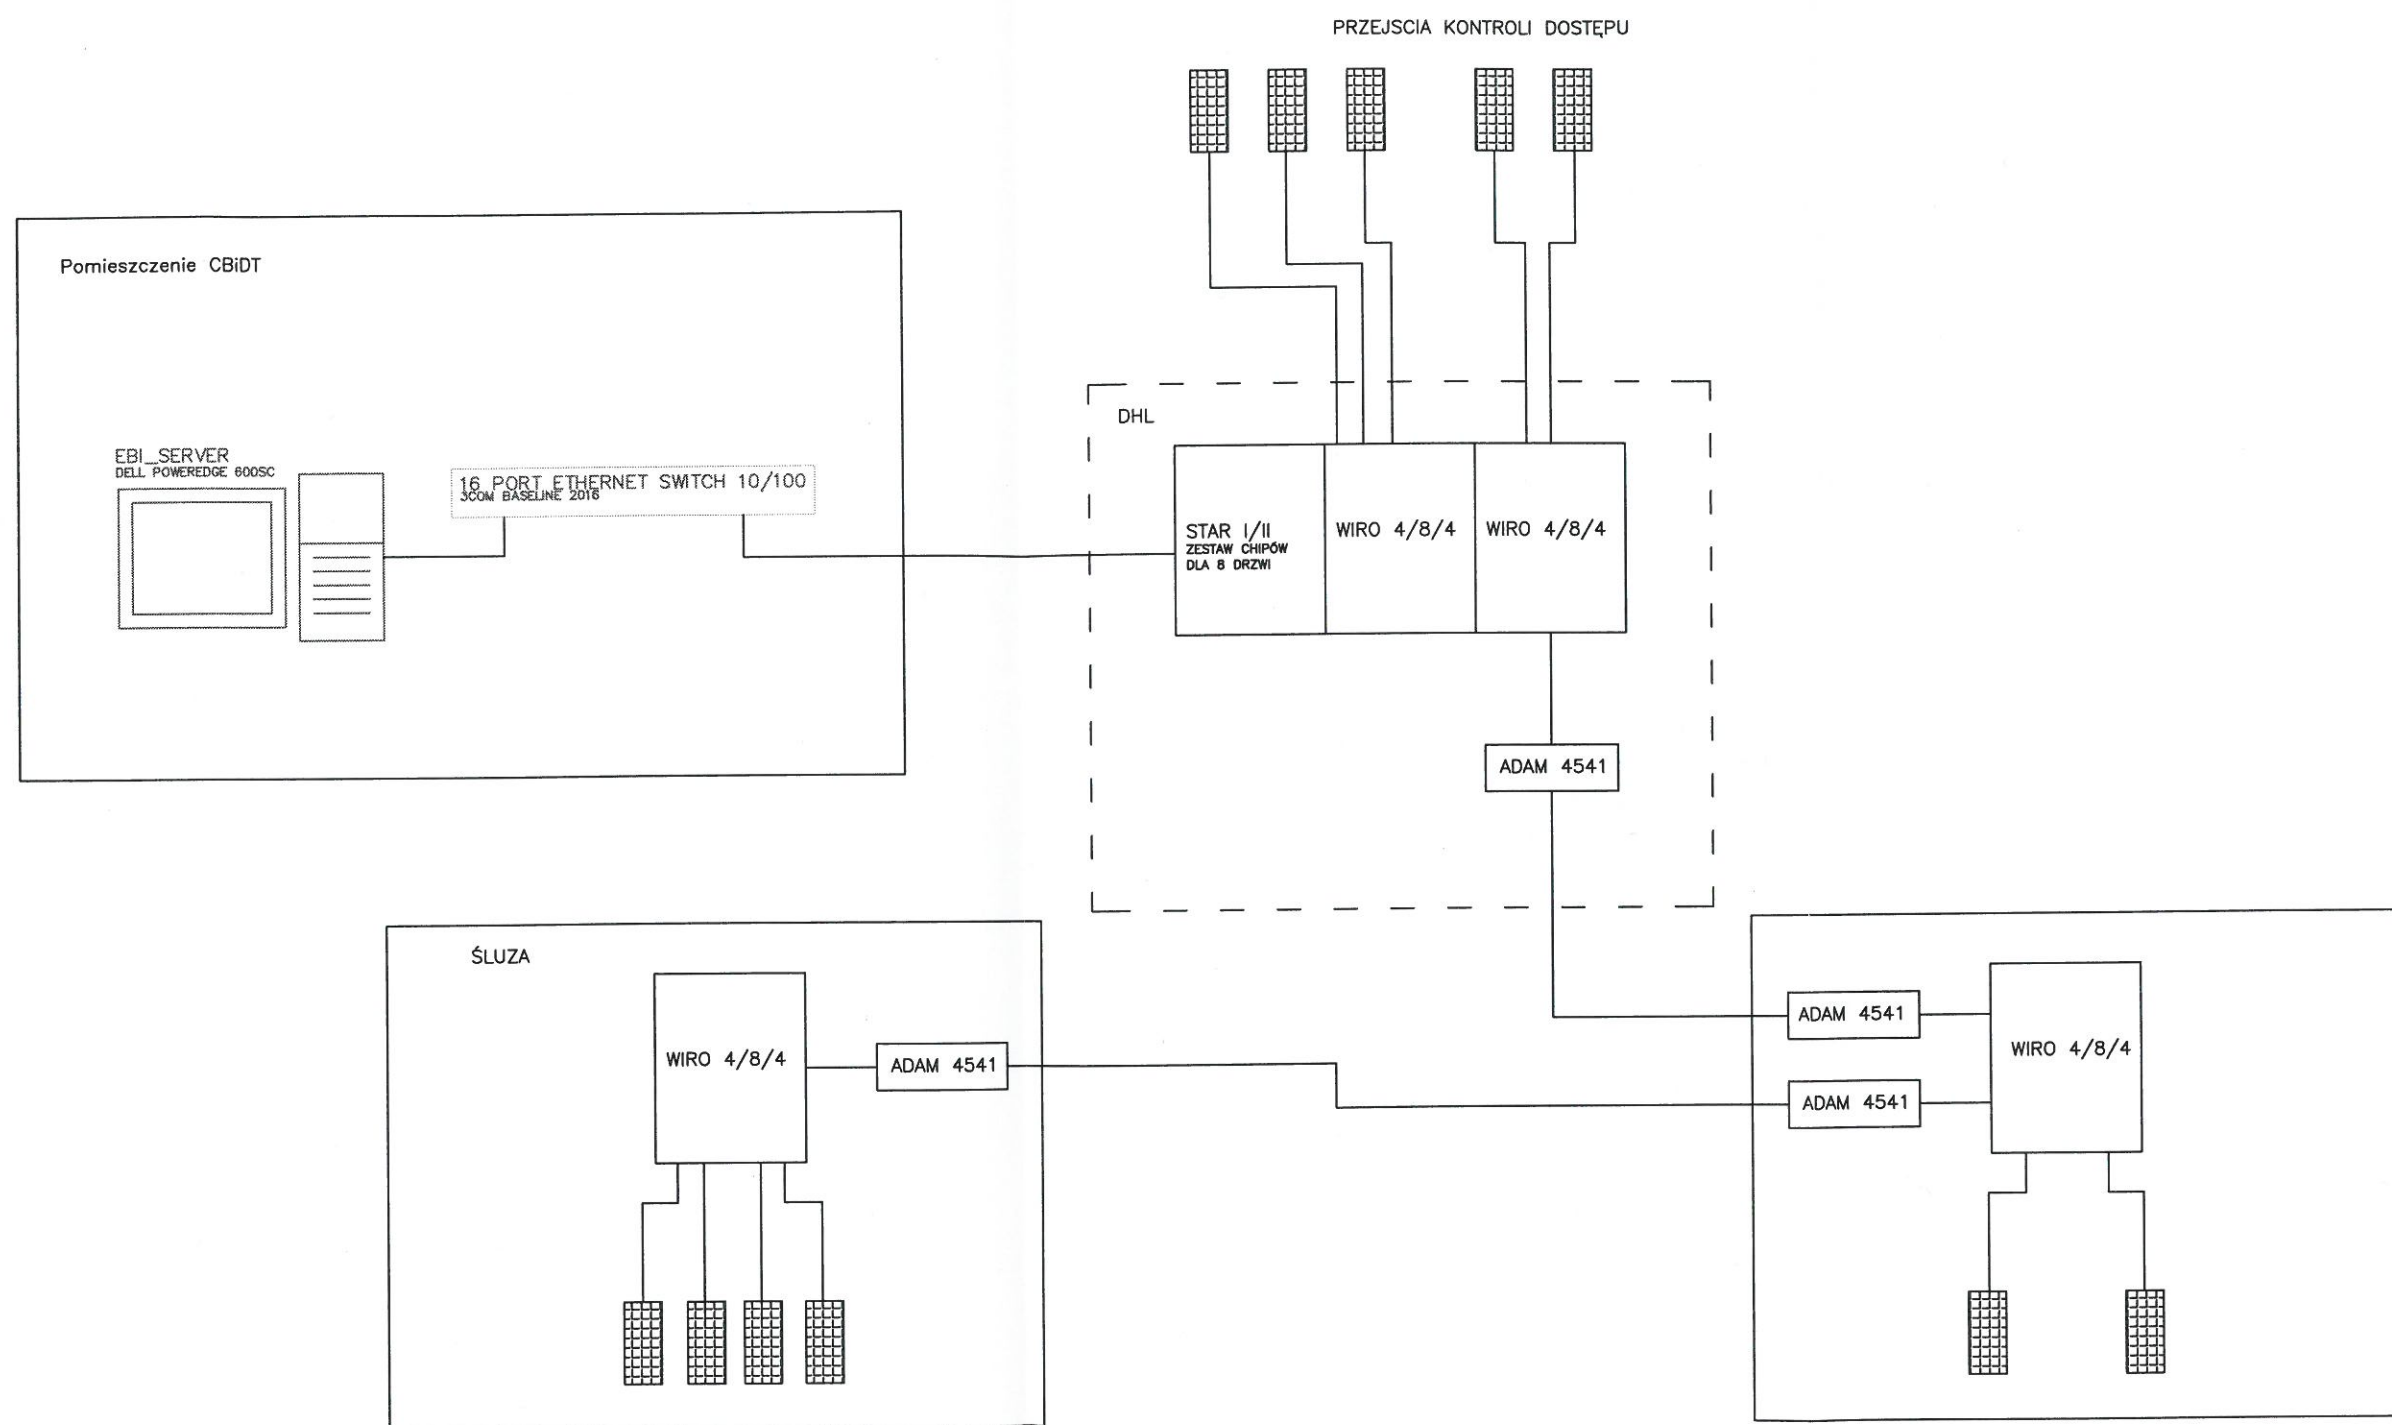 PRZEJSCIA KONTROLI DOSTĘPU
Pomieszczenie CBiDT
EBI_SERVER
DELL POWEREDGE 600SC
16 PORT ETHERNET SWITCH 10/100
3COM BASELINE 2016
DHL
STAR I/II
ZESTAW CHIPÓW
DLA 8 DRZWI
WIRO 4/8/4
WIRO 4/8/4
ADAM 4541
ŚLUZA
WIRO 4/8/4
ADAM 4541
ADAM 4541
ADAM 4541
WIRO 4/8/4